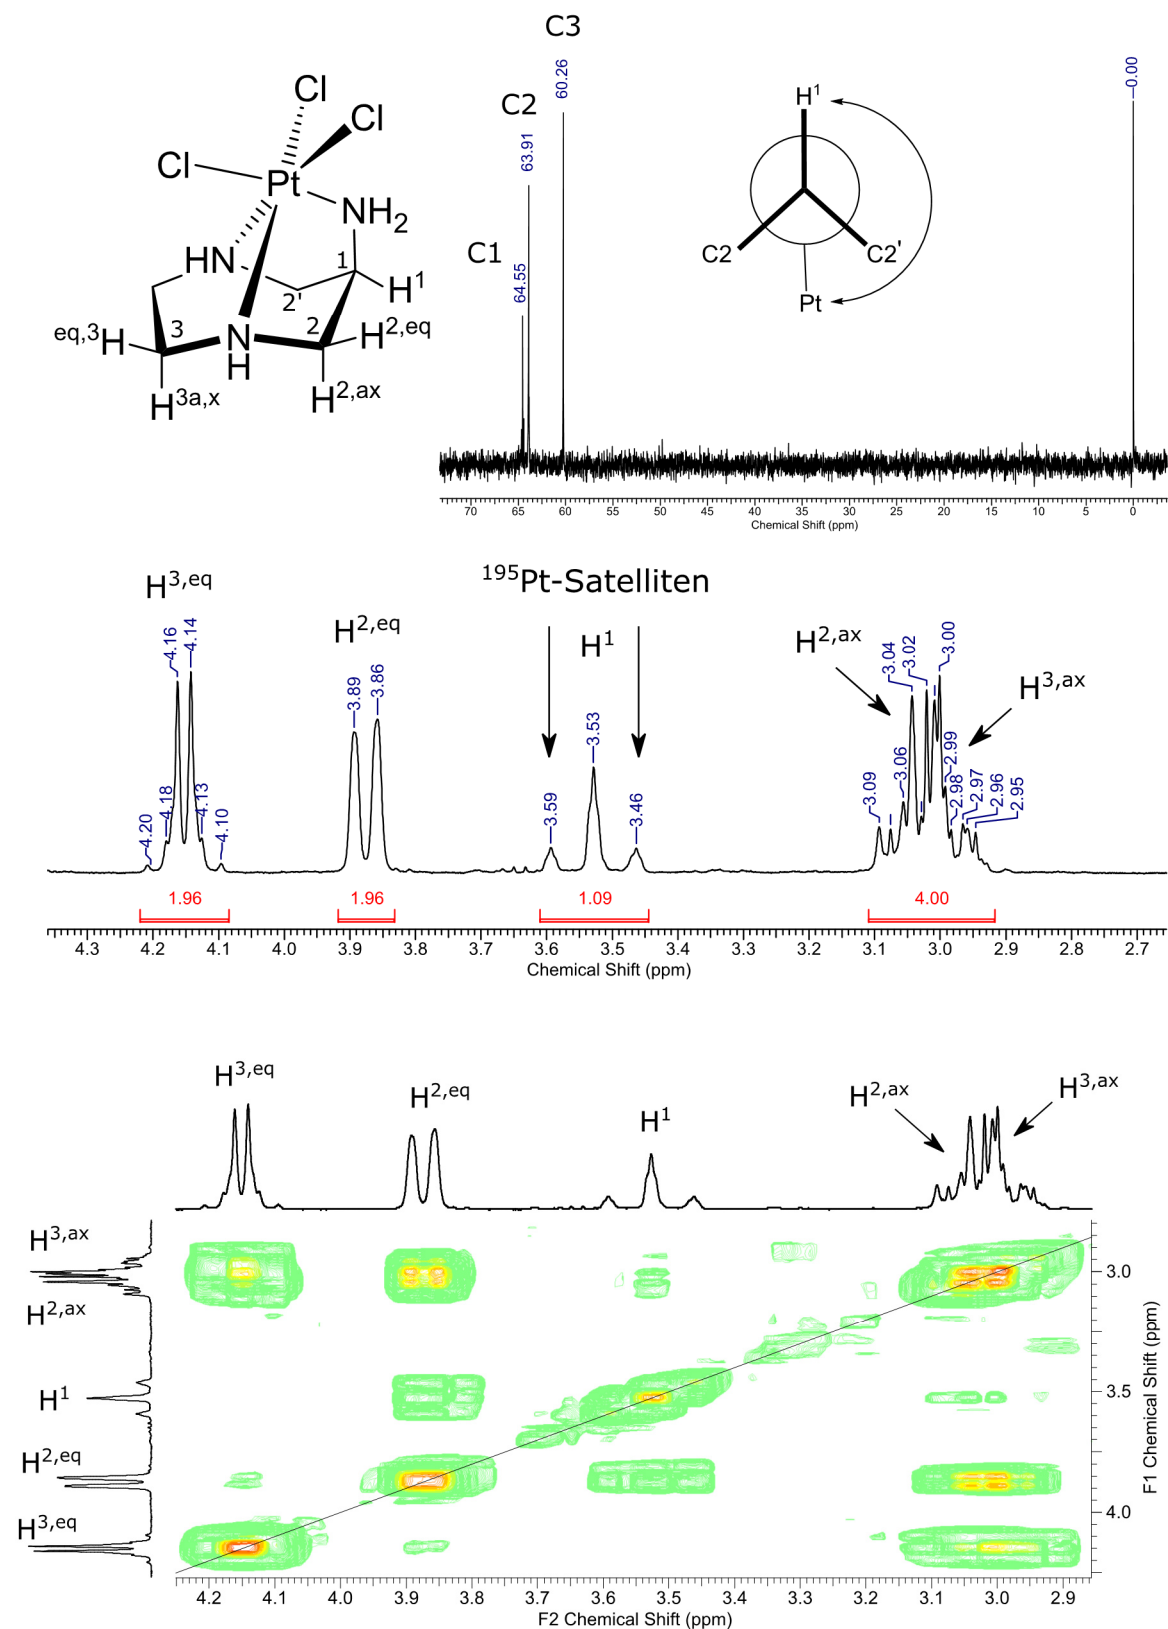 C3
C2
C1
60.26
63.91
64.55
-0.00
Cl
Cl
Cl
Pt
NH2
HN
1
H1
2'
eq,3H
3
N
H
2
H2,eq
H3a,x
H2,ax
H1
C2
C2'
Pt
70 65 60 55 50 45 40 35 30 25 20 15 10 5 0
Chemical Shift (ppm)
195Pt-Satelliten
H3,eq
H2,eq
H1
H2,ax
H3,ax
4.20
4.18
4.16
4.14
4.13
4.10
3.89
3.86
3.59
3.53
3.46
3.09
3.06
3.04
3.02
3.00
2.99
2.98
2.97
2.96
2.95
1.96
1.96
1.09
4.00
4.3 4.2 4.1 4.0 3.9 3.8 3.7 3.6 3.5 3.4 3.3 3.2 3.1 3.0 2.9 2.8 2.7
Chemical Shift (ppm)
H3,eq
H2,eq
H1
H2,ax
H3,ax
H3,ax
H2,ax
H1
H2,eq
H3,eq
3.0
3.5
4.0
F1 Chemical Shift (ppm)
4.2 4.1 4.0 3.9 3.8 3.7 3.6 3.5 3.4 3.3 3.2 3.1 3.0 2.9
F2 Chemical Shift (ppm)